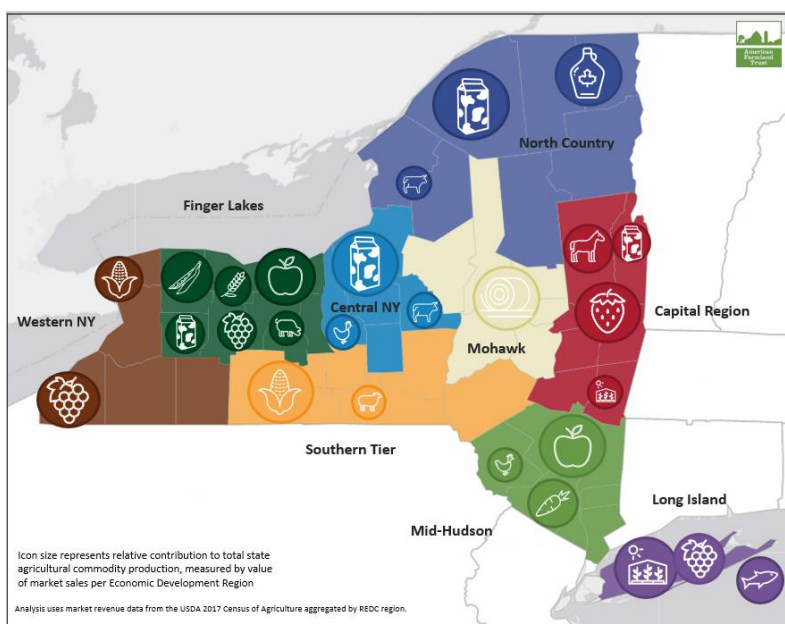 American
Farmland
Trust
North Country
Finger Lakes
Western NY
Central NY
Capital Region
Mohawk
Southern Tier
Long Island
Mid-Hudson
Icon size represents relative contribution to total state
agricultural commodity production, measured by value
of market sales per Economic Development Region
Analysis uses market revenue data from the USDA 2017 Census of Agriculture aggregated by REDC region.